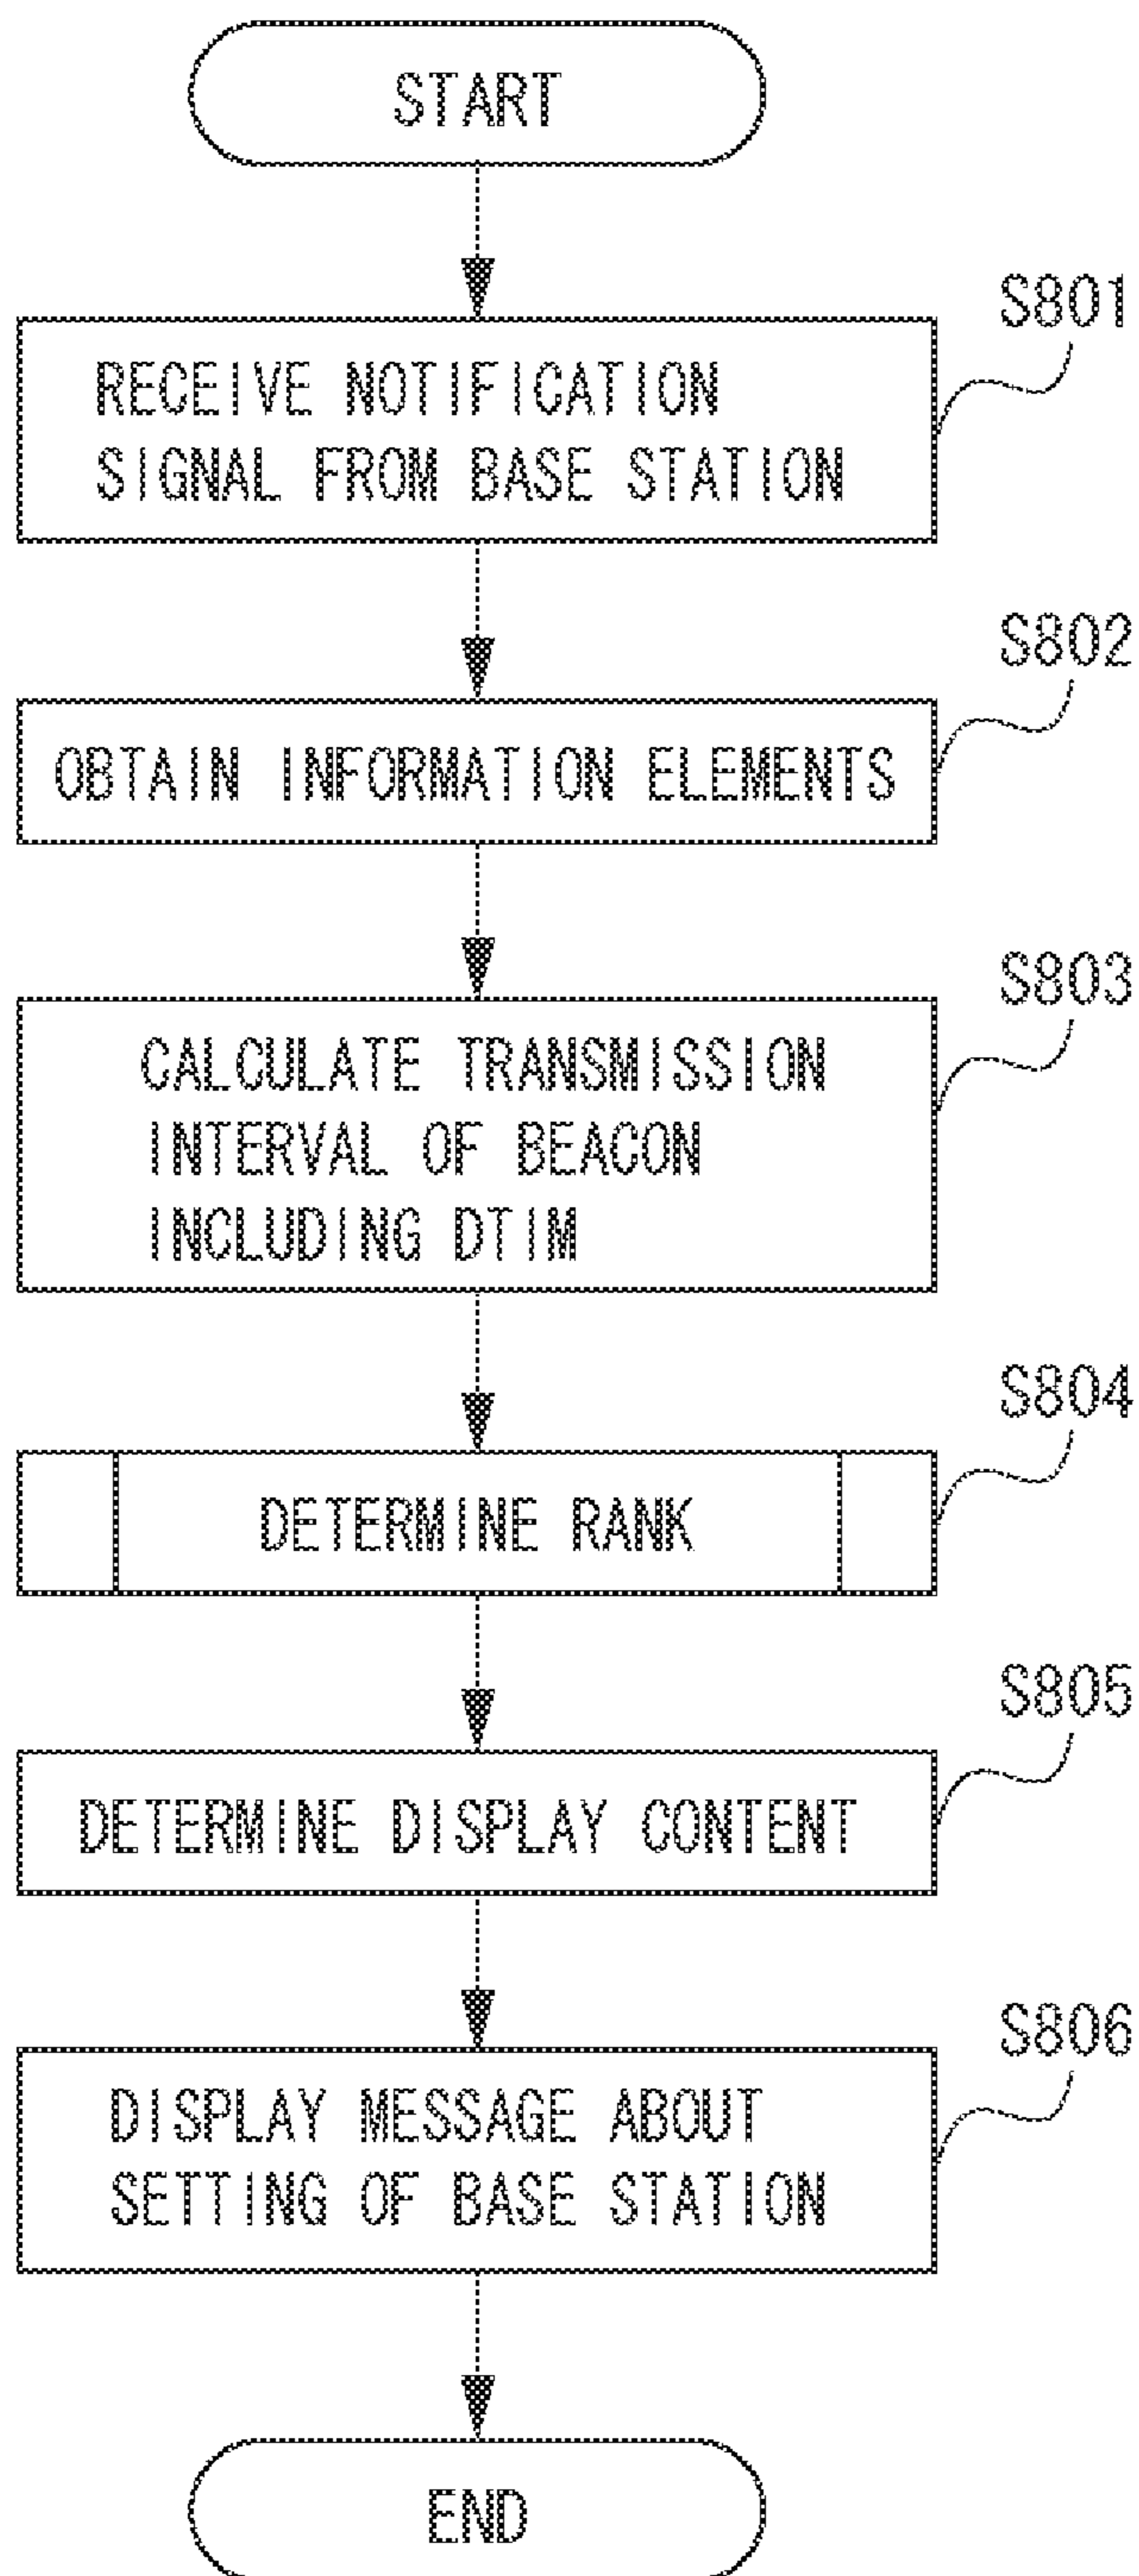 START
S801
RECEIVE NOTIFICATION
SIGNAL FROM BASE STATION
S802
OBTAIN INFORMATION ELEMENTS
S803
CALCULATE TRANSMISSION
INTERVAL OF BEACON
INCLUDING DTIM
S804
DETERMINE RANK
S805
DETERMINE DISPLAY CONTENT
S806
DISPLAY MESSAGE ABOUT
SETTING OF BASE STATION
END